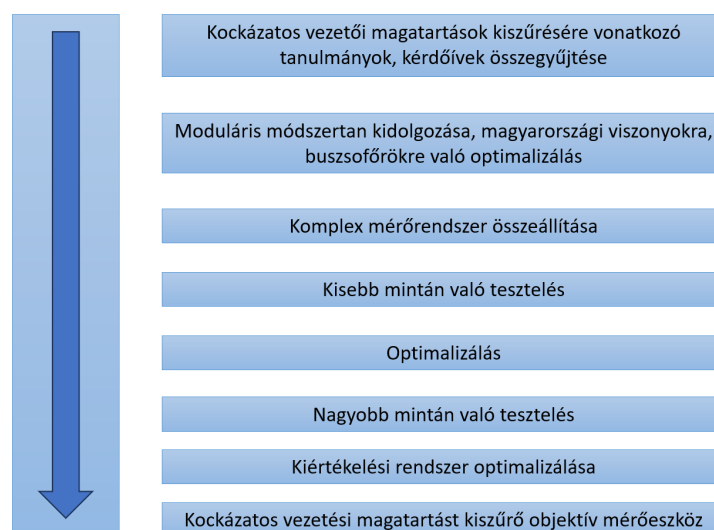 Kockázatos vezetői magatartások kiszűrésére vonatkozó
tanulmányok, kérdőívek összegyűjtése
Moduláris módszertan kidolgozása, magyarországi viszonyokra,
buszsofőrökre való optimalizálás
Komplex mérőrendszer összeállítása
Kisebb mintán való tesztelés
Optimalizálás
Nagyobb mintán való tesztelés
Kiértékelési rendszer optimalizálása
Kockázatos vezetési magatartást kiszűrő objektív mérőeszköz